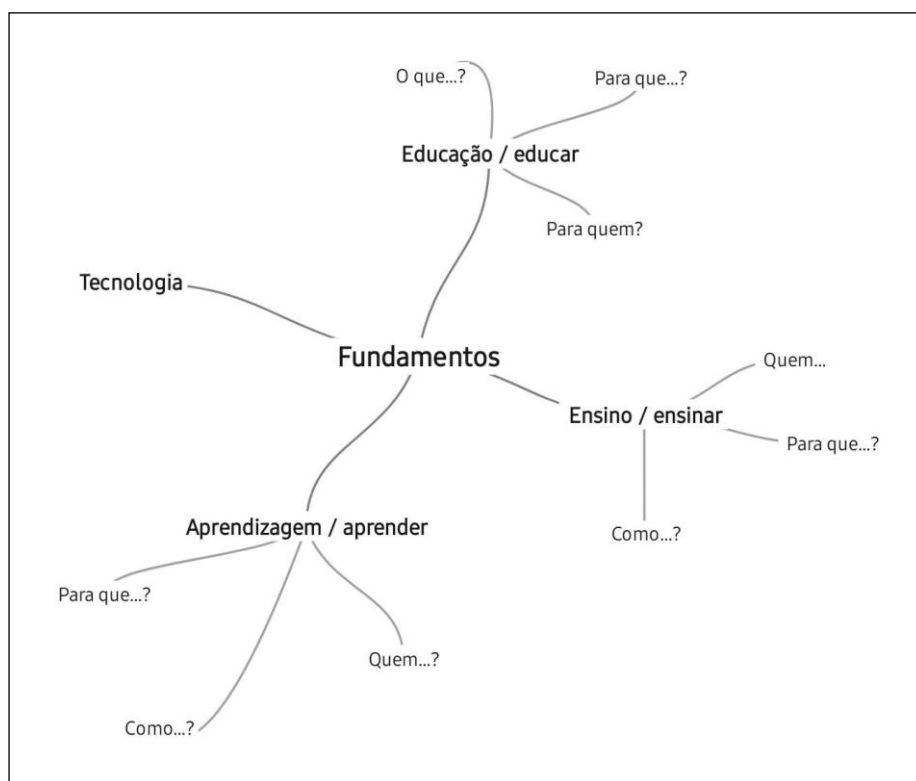 O que...?
Para que...?
Educação / educar
Para quem?
Tecnologia
Fundamentos
Quem...
Ensino / ensinar
Para que...?
Como...?
Aprendizagem / aprender
Para que...?
Quem...?
Como...?